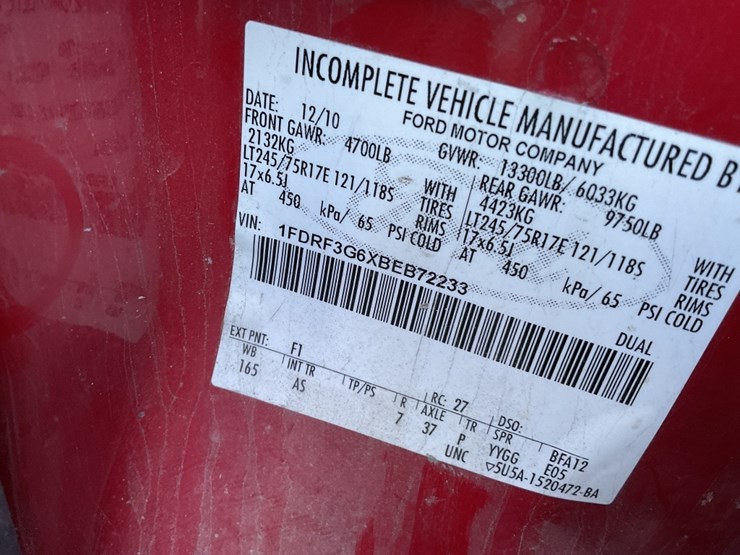 INCOMPLETE VEHICLE MANUFACTURED BY
FORD MOTOR COMPANY
DATE: 12/10 GVWR: 13300LB/ 6033KG
FRONT GAWR: 4700LB REAR GAWR: 9750LB
2132KG WITH 4423KG WITH
LT245/75R17E 121/118S TIRES LT245/75R17E 121/118S TIRES
17x6.5J RIMS 17x6.5J RIMS
AT 450 kPa/ 65 PSI COLD AT 450 kPa/ 65 PSI COLD
DUAL
VIN: 1FDRF3G6XBEB72233
EXT PNT: F1 RC: 27 DSO:
WB INT TR TP/PS R AXLE TR SPR BFA12
165 AS 7 37 P YYGG E05
UNC ▽5U5A-1520472-BA